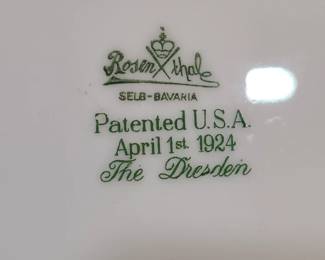 Rosenthal
SELB-BAVARIA
Patented U.S.A.
April 1st. 1924
The Dresden